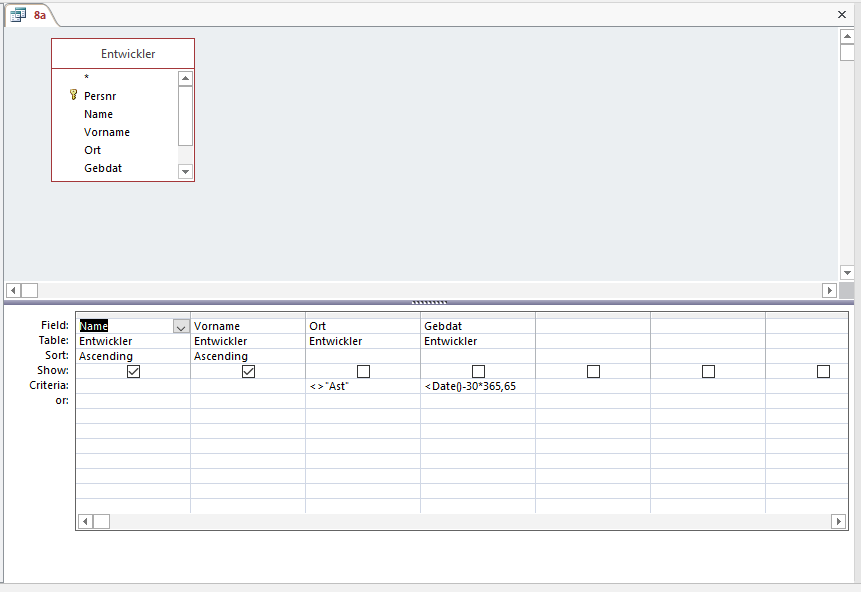 8a
Entwickler
*
Persnr
Name
Vorname
Ort
Gebdat
Field: Name Vorname Ort Gebdat
Table: Entwickler Entwickler Entwickler Entwickler
Sort: Ascending Ascending
Show:
Criteria: <>"Ast" <Date()-30*365,65
or: